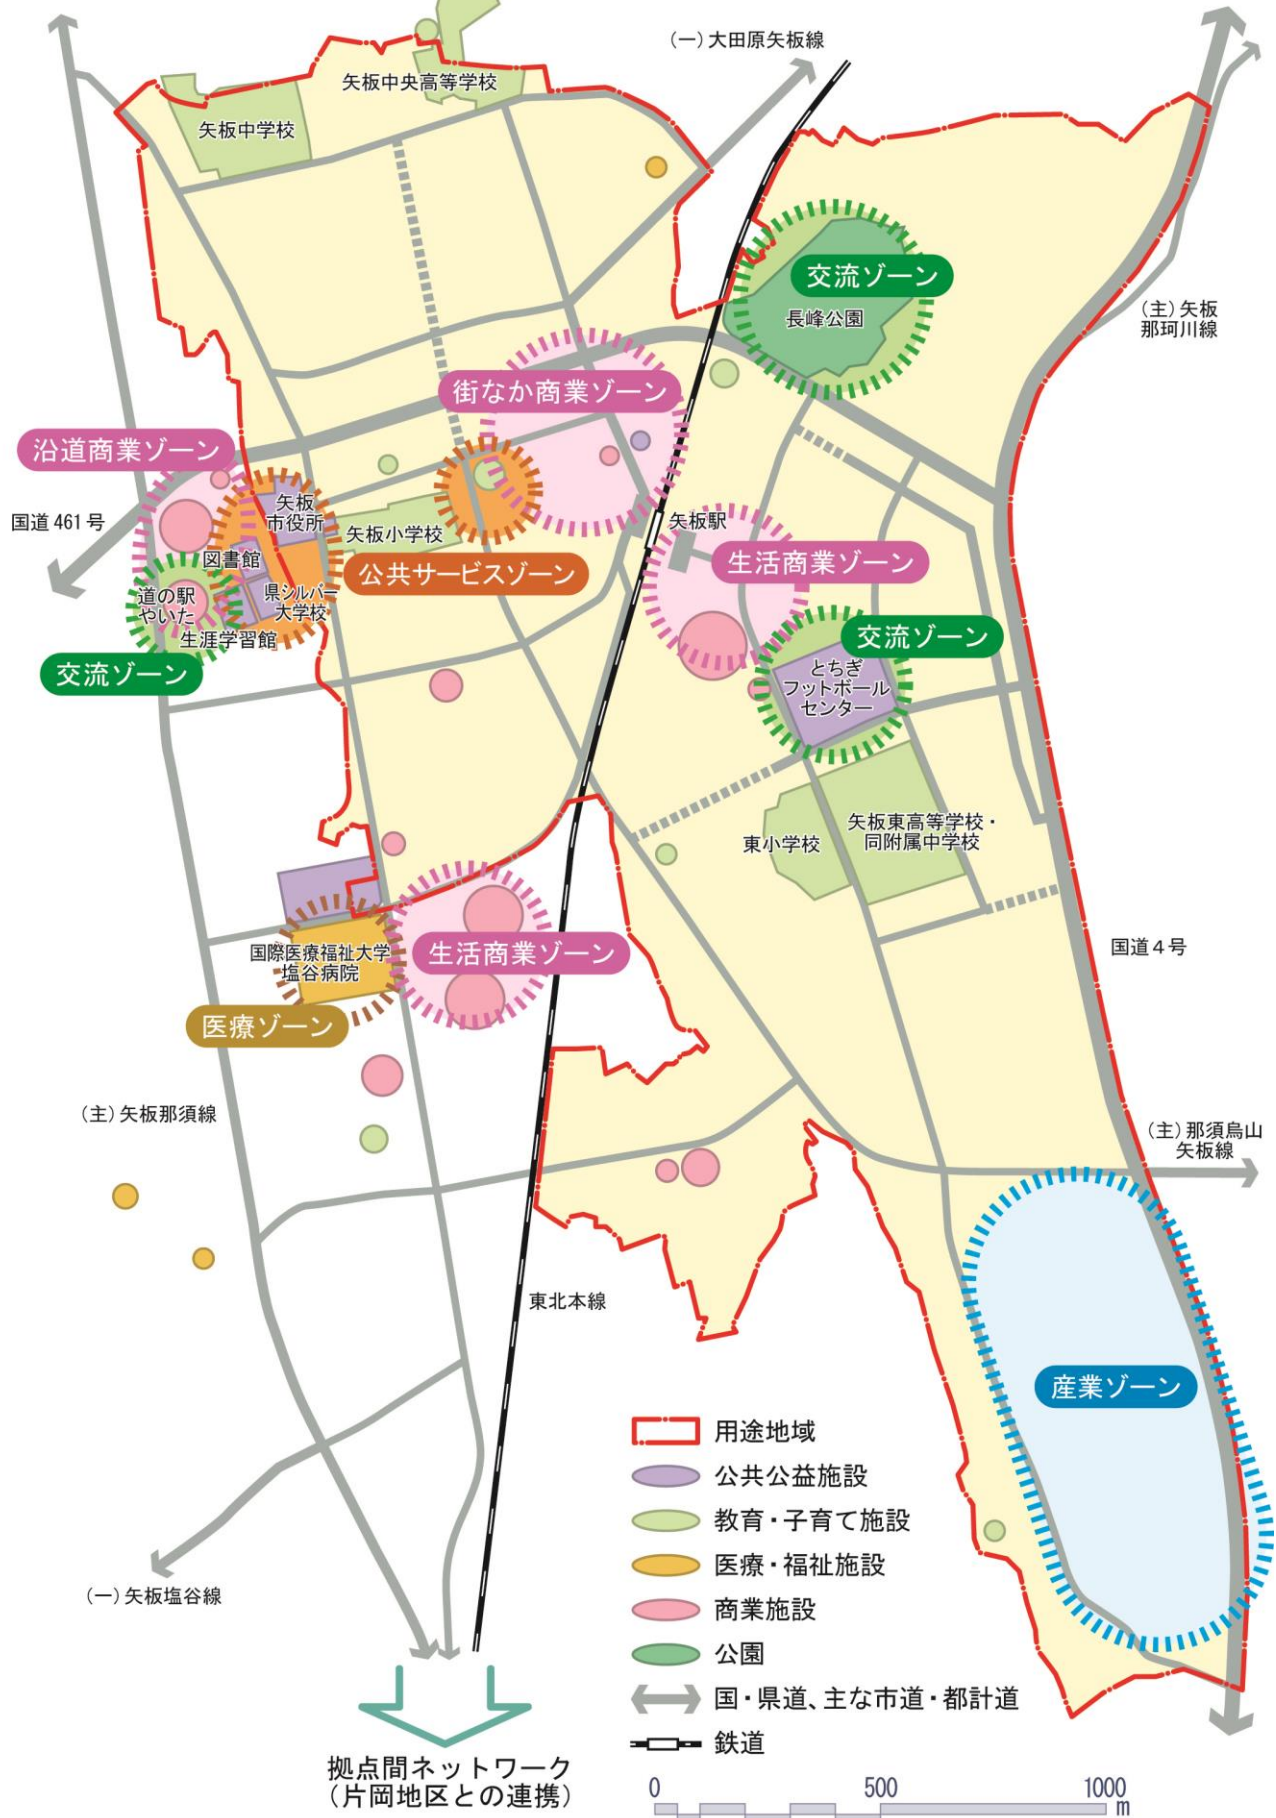 (一)大田原矢板線
矢板中央高等学校
矢板中学校
交流ゾーン
長峰公園
(主)矢板
那珂川線
街なか商業ゾーン
沿道商業ゾーン
国道461号
矢板
市役所
図書館
矢板小学校
公共サービスゾーン
矢板駅
生活商業ゾーン
道の駅
やいた
県シルバー
大学校
生涯学習館
交流ゾーン
交流ゾーン
とちぎ
フットボール
センター
東小学校
矢板東高等学校・
同附属中学校
国際医療福祉大学
塩谷病院
生活商業ゾーン
医療ゾーン
国道4号
(主)矢板那須線
(主)那須烏山
矢板線
東北本線
産業ゾーン
(一)矢板塩谷線
用途地域
公共公益施設
教育・子育て施設
医療・福祉施設
商業施設
公園
国・県道、主な市道・都計道
鉄道
拠点間ネットワーク
(片岡地区との連携)
0 500 1000
m